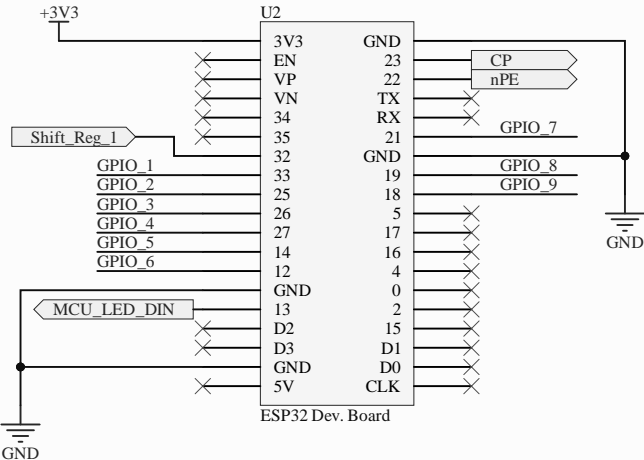 +3V3
U2
3V3 GND
EN 23 CP
VP 22 nPE
VN TX
34 RX
35 21 GPIO_7
Shift_Reg_1 32 GND
GPIO_1 33 19 GPIO_8
GPIO_2 25 18 GPIO_9
GPIO_3 26 5
GPIO_4 27 17
GPIO_5 14 16
GPIO_6 12 4
GND 0
MCU_LED_DIN 13 2
D2 15
D3 D1
GND D0
5V CLK
ESP32 Dev. Board
GND
GND